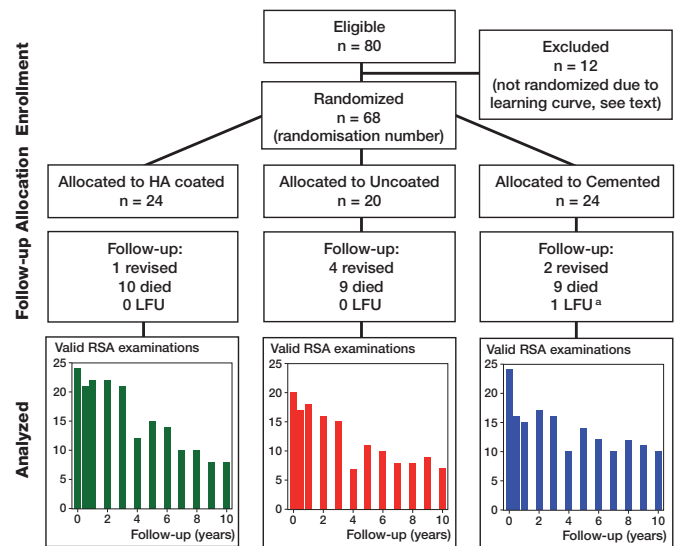 Enrollment
Eligible
n = 80
Excluded
n = 12
(not randomized due to
learning curve, see text)
Randomized
n = 68
(randomisation number)
Allocation
Allocated to HA coated
n = 24
Allocated to Uncoated
n = 20
Allocated to Cemented
n = 24
Follow-up
Follow-up:
1 revised
10 died
0 LFU
Follow-up:
4 revised
9 died
0 LFU
Follow-up:
2 revised
9 died
1 LFU a
Analyzed
Valid RSA examinations
25
20
15
10
5
0
0 2 4 6 8 10
Follow-up (years)
Valid RSA examinations
25
20
15
10
5
0
0 2 4 6 8 10
Follow-up (years)
Valid RSA examinations
25
20
15
10
5
0
0 2 4 6 8 10
Follow-up (years)